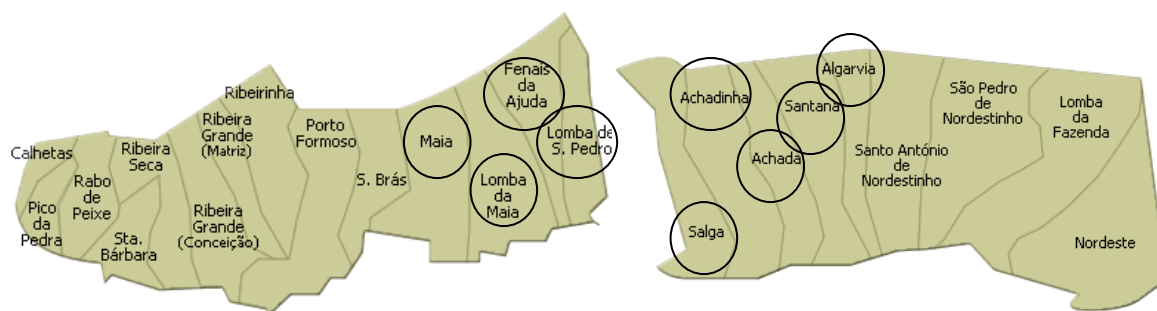 Calhetas
Pico
da
Pedra
Rabo
de
Peixe
Ribeira
Seca
Sta.
Bárbara
Ribeirinha
Ribeira
Grande
(Matriz)
Ribeira
Grande
(Conceição)
Porto
Formoso
S. Brás
Maia
Lomba
da
Maia
Fenais
da
Ajuda
Lomba de
S. Pedro
Salga
Achadinha
Achada
Santana
Algarvia
Santo António
de
Nordestinho
São Pedro
de
Nordestinho
Lomba
da
Fazenda
Nordeste